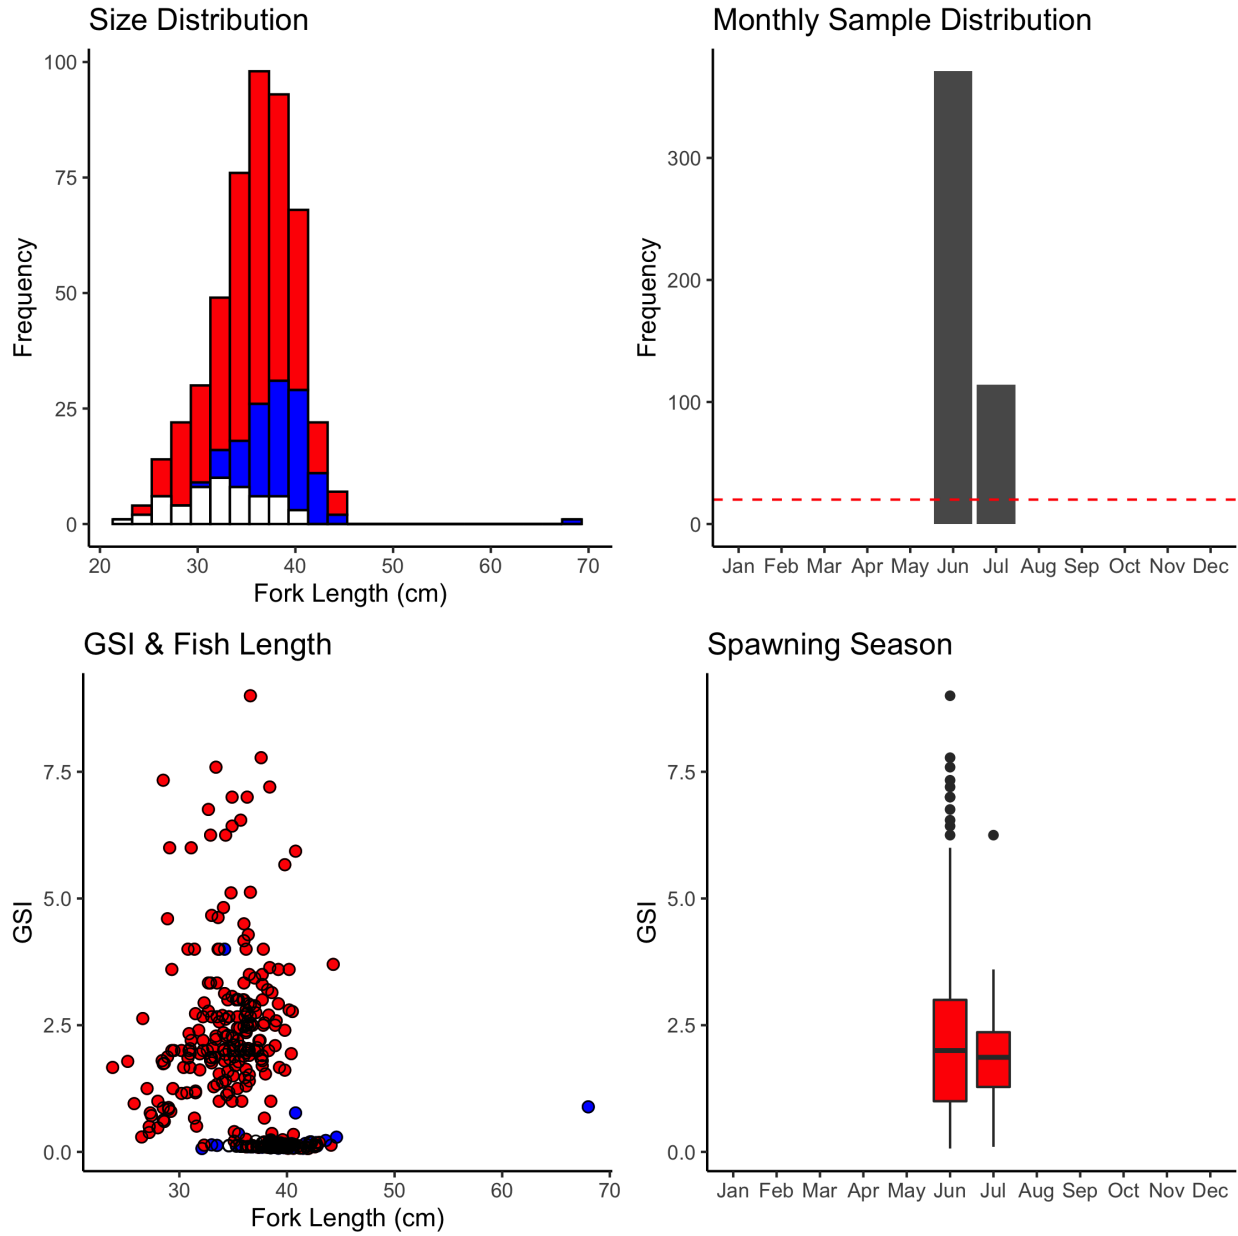 Size Distribution
Frequency
100
75
50
25
0
20 30 40 50 60 70
Fork Length (cm)
Monthly Sample Distribution
Frequency
300
200
100
0
Jan Feb Mar Apr May Jun Jul Aug Sep Oct Nov Dec
GSI & Fish Length
GSI
7.5
5.0
2.5
0.0
30 40 50 60 70
Fork Length (cm)
Spawning Season
GSI
7.5
5.0
2.5
0.0
Jan Feb Mar Apr May Jun Jul Aug Sep Oct Nov Dec